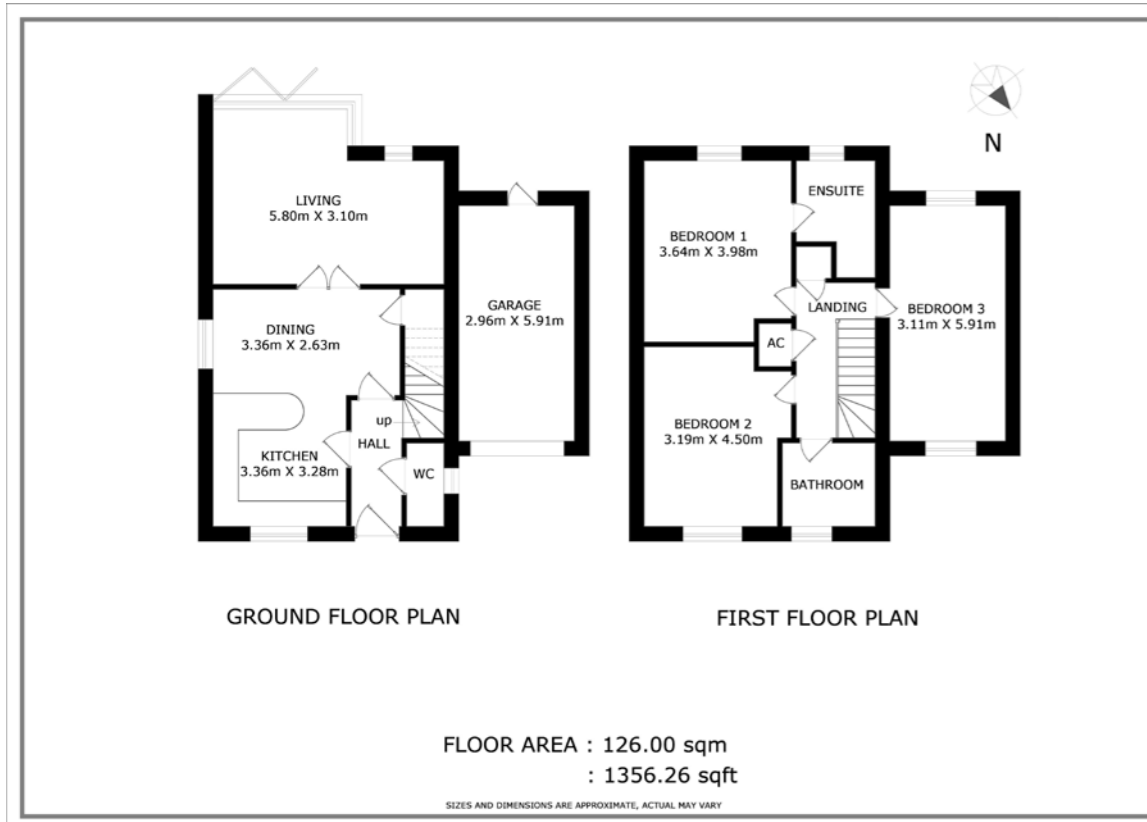 N
LIVING
5.80m X 3.10m
GARAGE
2.96m X 5.91m
DINING
3.36m X 2.63m
up
HALL
KITCHEN
3.36m X 3.28m
WC
ENSUITE
BEDROOM 1
3.64m X 3.98m
LANDING
BEDROOM 3
3.11m X 5.91m
AC
BEDROOM 2
3.19m X 4.50m
BATHROOM
GROUND FLOOR PLAN
FIRST FLOOR PLAN
FLOOR AREA : 126.00 sqm
: 1356.26 sqft
SIZES AND DIMENSIONS ARE APPROXIMATE, ACTUAL MAY VARY